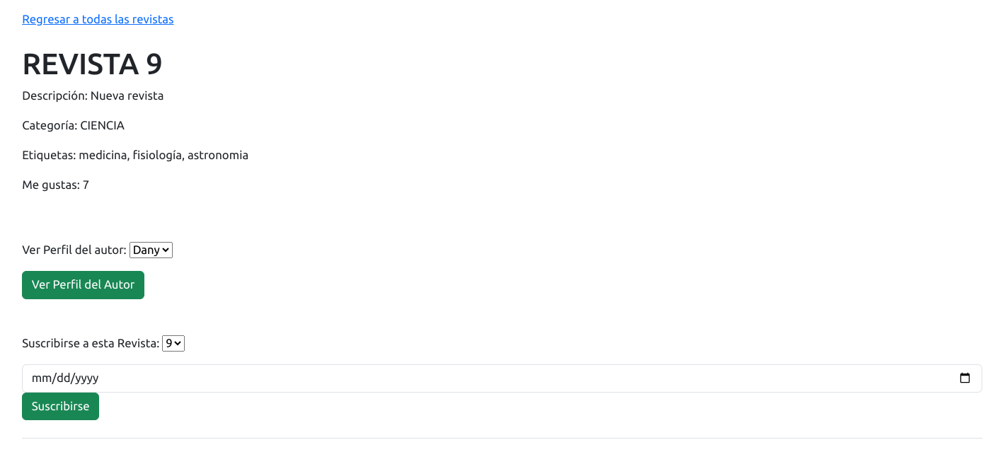 Regresar a todas las revistas
REVISTA 9
Descripción: Nueva revista
Categoría: CIENCIA
Etiquetas: medicina, fisiología, astronomia
Me gustas: 7
Ver Perfil del autor: Dany
Ver Perfil del Autor
Suscribirse a esta Revista: 9
mm/dd/yyyy
Suscribirse